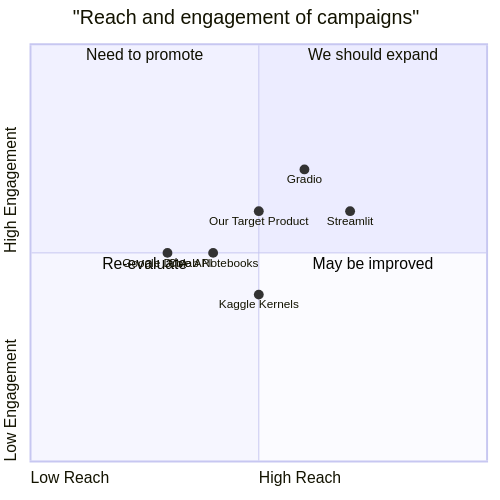 "Reach and engagement of campaigns"
Need to promote
We should expand
High Engagement
Gradio
Our Target Product
Streamlit
Re-evaluate
Notebooks
May be improved
Kaggle Kernels
Low Engagement
Low Reach
High Reach